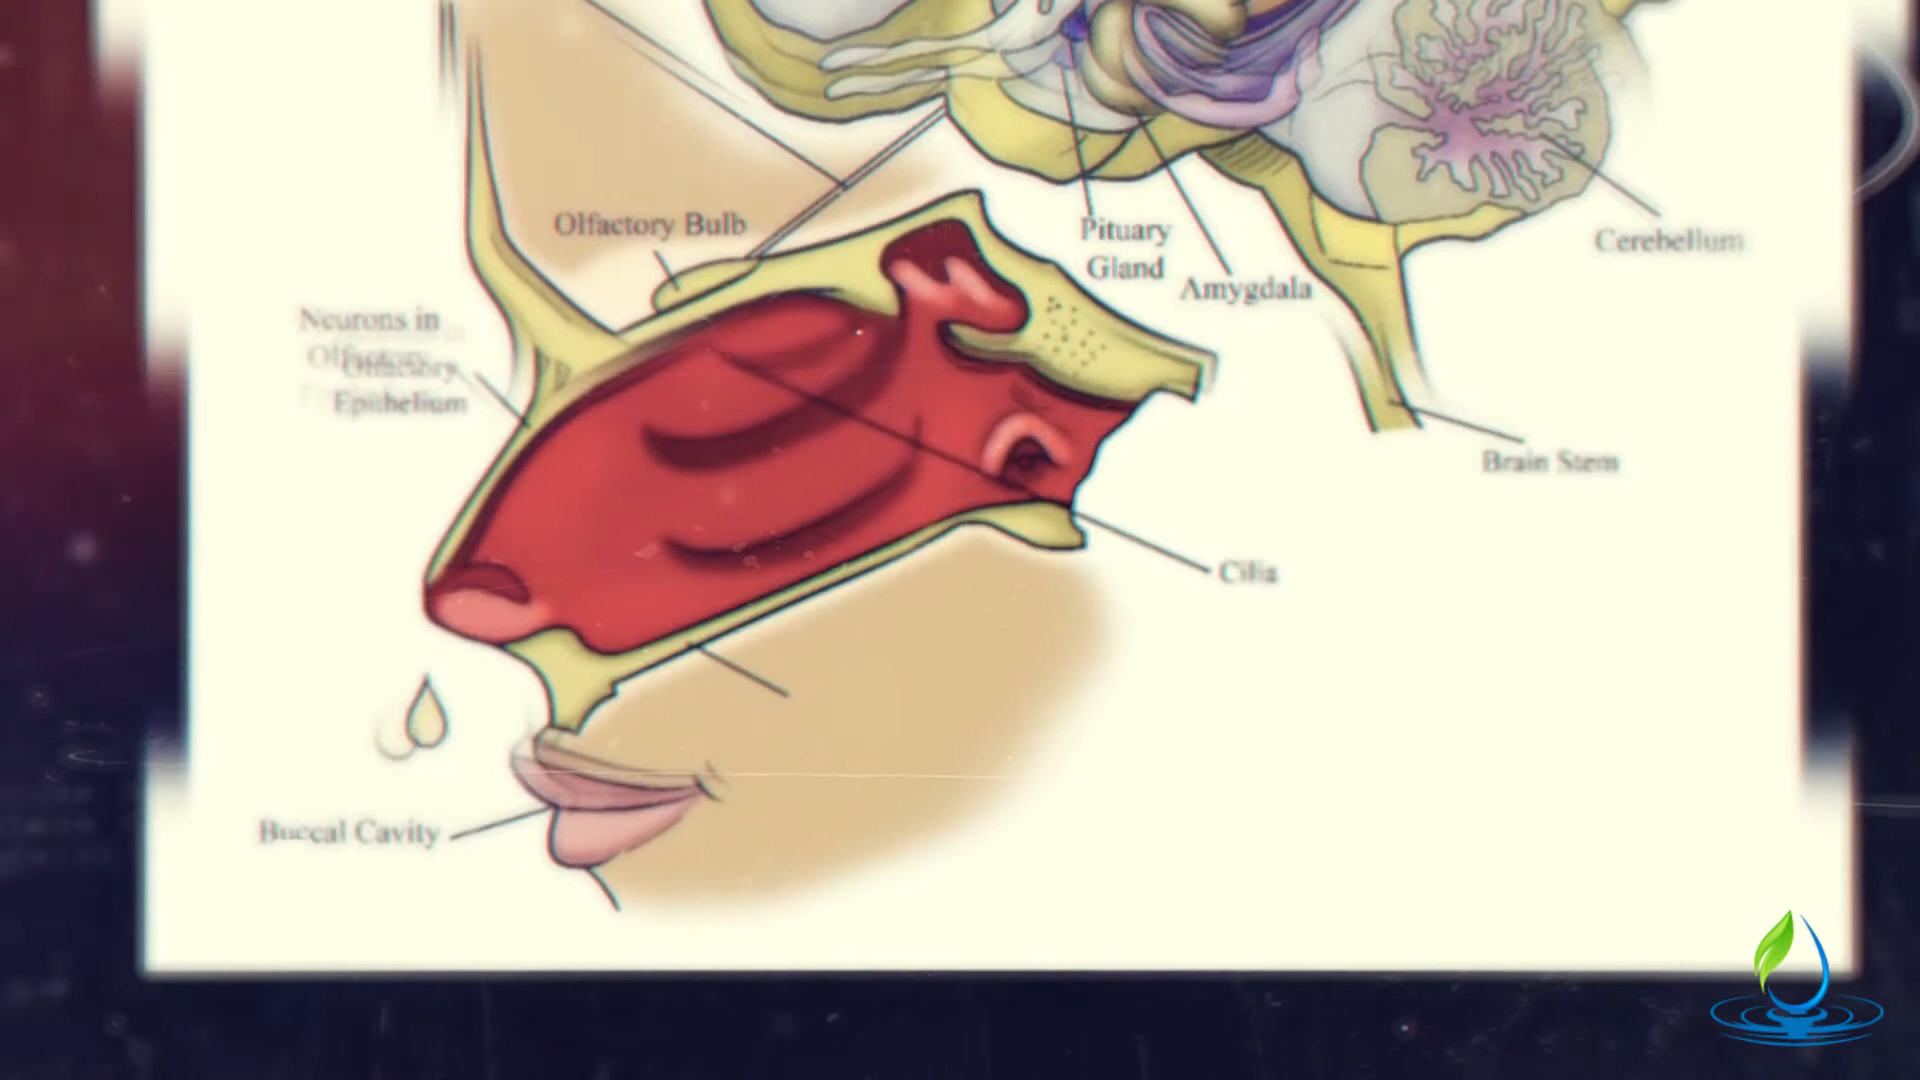 Olfactory Bulb
Pituary
Gland
Amygdala
Cerebellum
Neurons in
Olfactory
Epithelium
Brain Stem
Cilia
Buccal Cavity